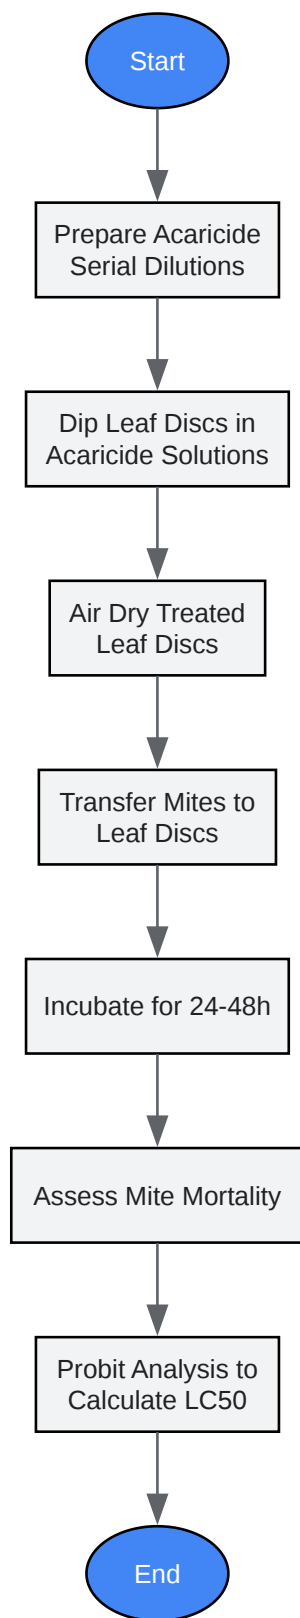 Start
Prepare Acaricide
Serial Dilutions
Dip Leaf Discs in
Acaricide Solutions
Air Dry Treated
Leaf Discs
Transfer Mites to
Leaf Discs
Incubate for 24-48h
Assess Mite Mortality
Probit Analysis to
Calculate LC50
End